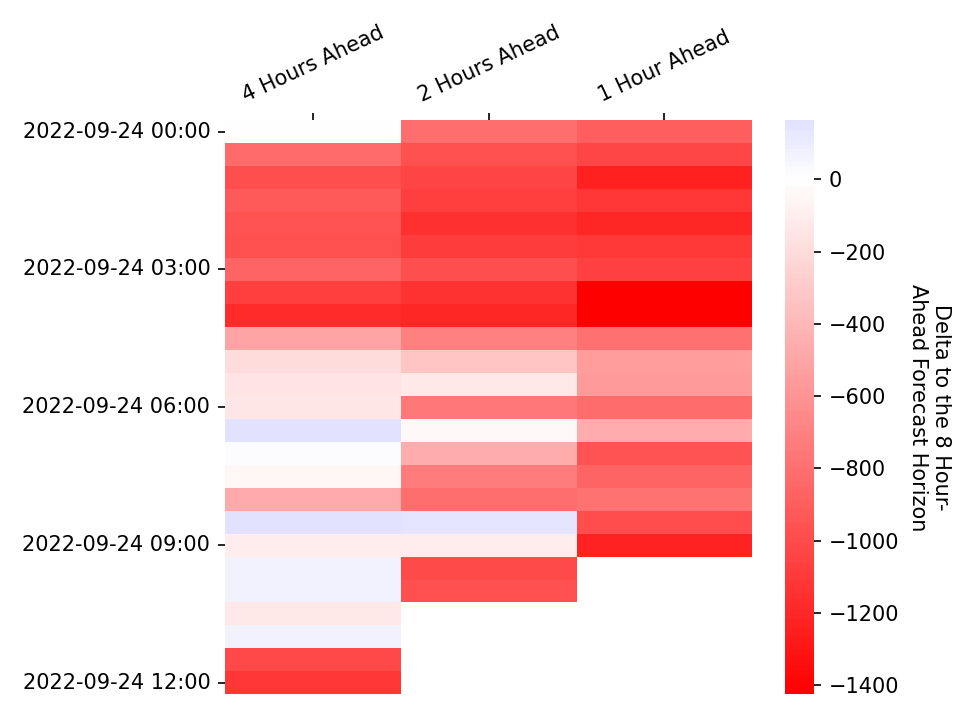 4 Hours Ahead
2 Hours Ahead
1 Hour Ahead
2022-09-24 00:00
2022-09-24 03:00
2022-09-24 06:00
2022-09-24 09:00
2022-09-24 12:00
0
−200
−400
−600
−800
−1000
−1200
−1400
Delta to the 8 Hour-
Ahead Forecast Horizon